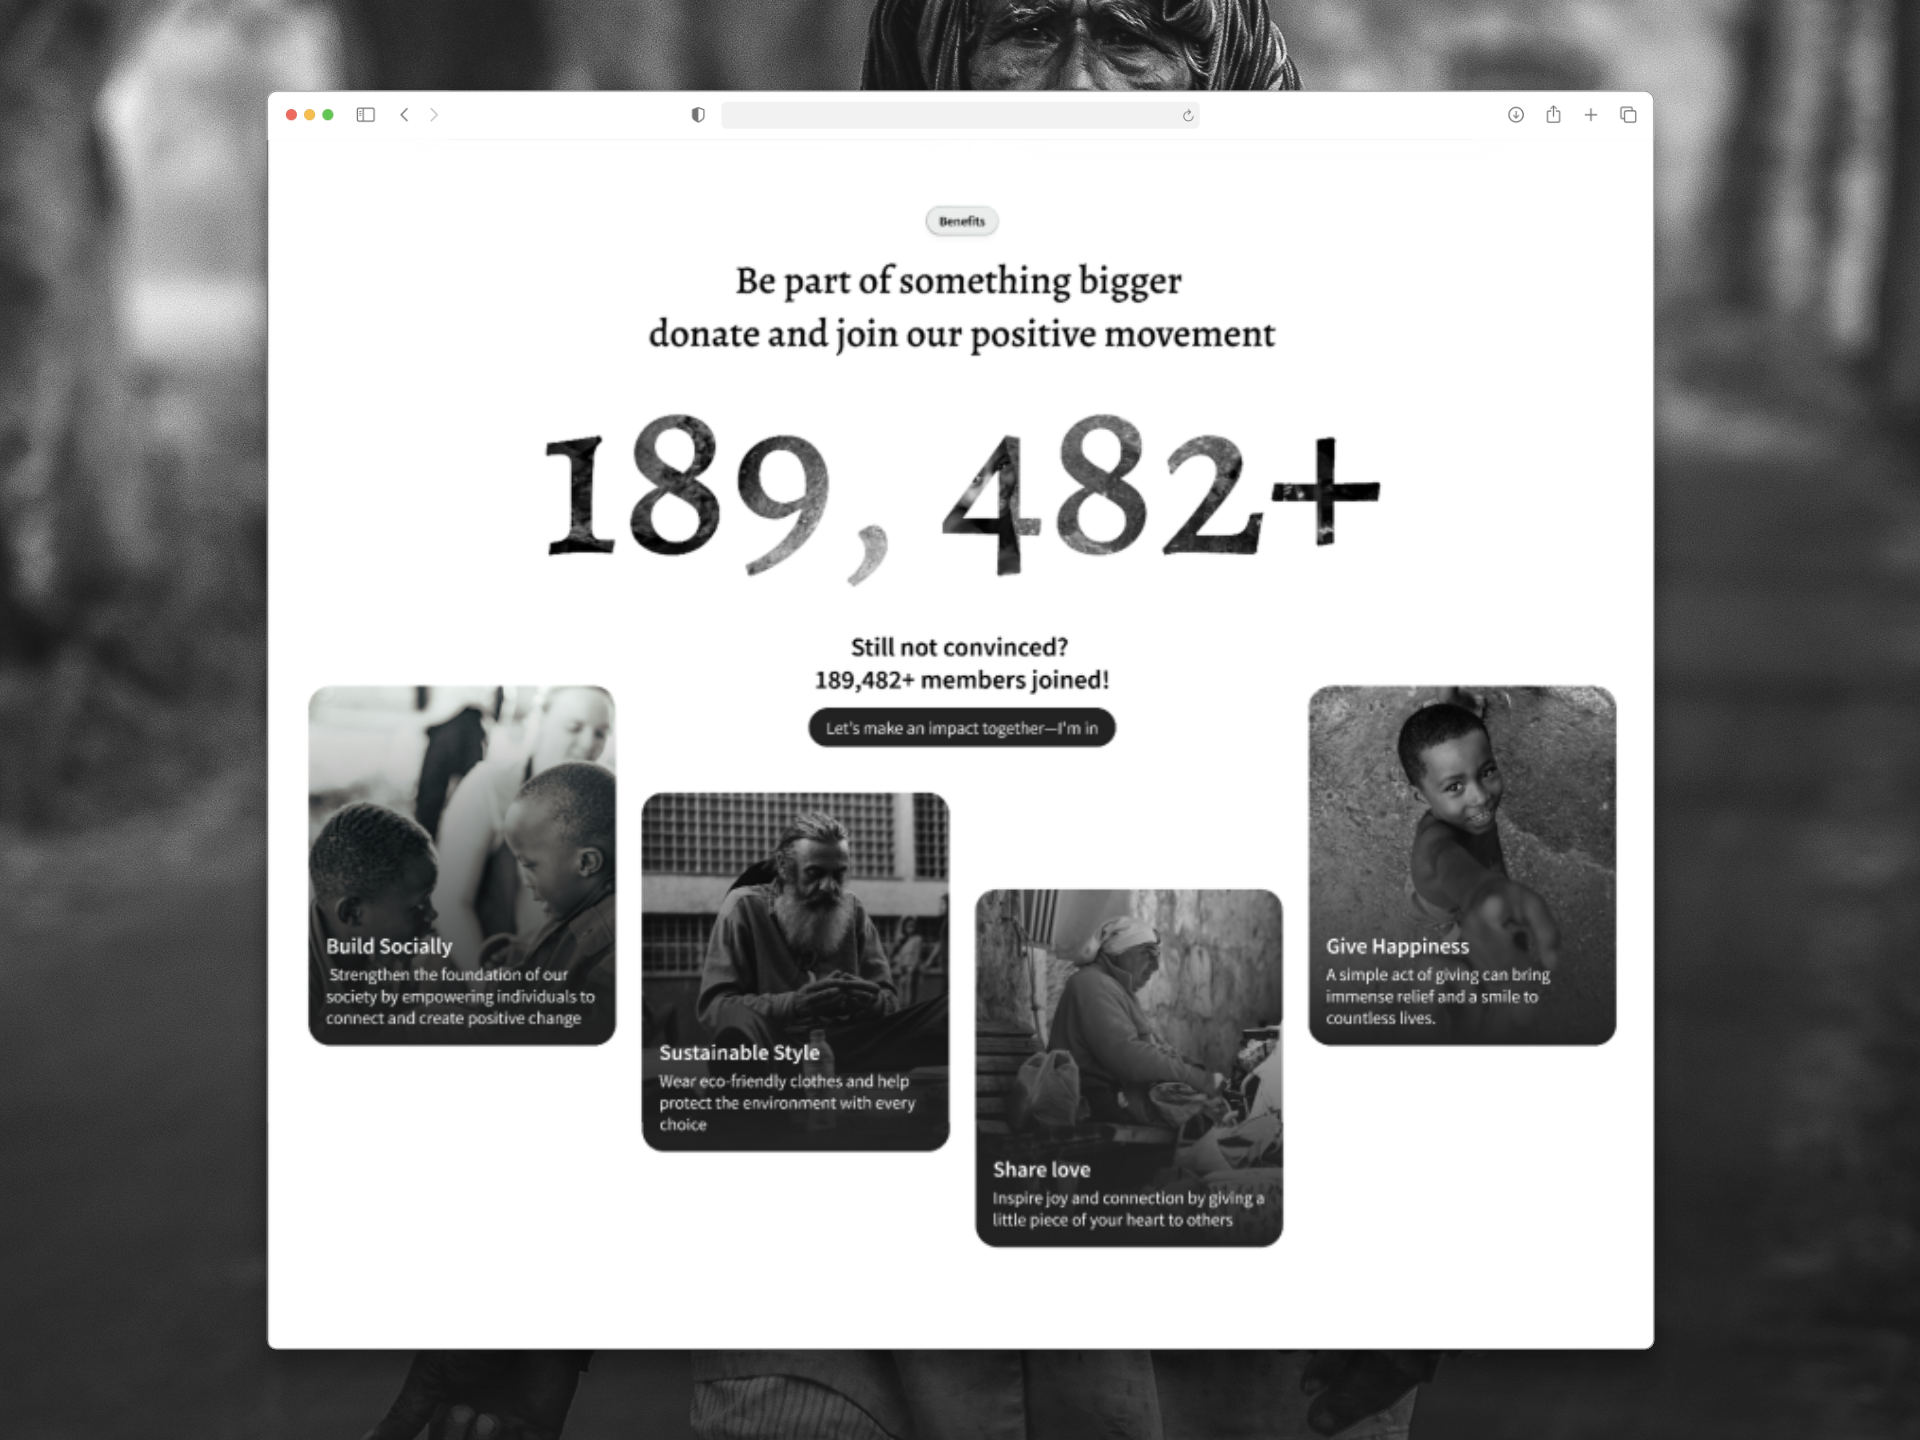 Benefits
Be part of something bigger
donate and join our positive movement
189, 482+
Still not convinced?
189,482+ members joined!
Let's make an impact together—I'm in
Build Socially
Strengthen the foundation of our
society by empowering individuals to
connect and create positive change
Sustainable Style
Wear eco-friendly clothes and help
protect the environment with every
choice
Share love
Inspire joy and connection by giving a
little piece of your heart to others
Give Happiness
A simple act of giving can bring
immense relief and a smile to
countless lives.